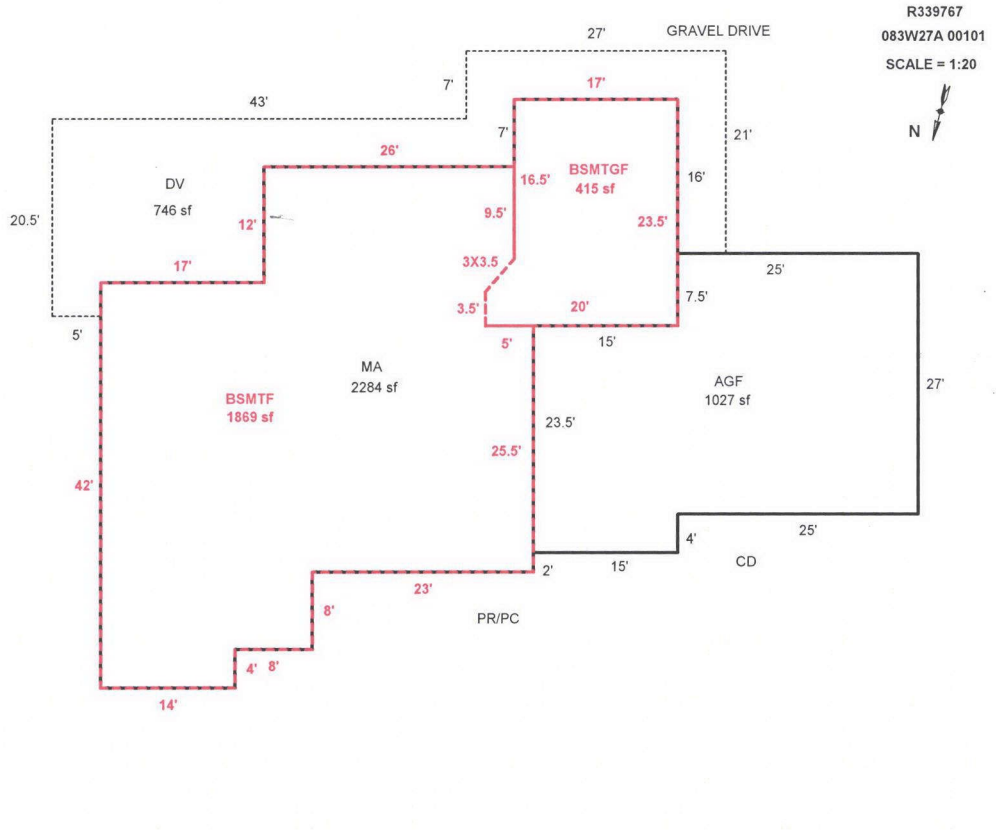 R339767
083W27A 00101
SCALE = 1:20
N
27'
GRAVEL DRIVE
7'
43'
17'
7'
21'
26'
16.5'
BSMTGF
415 sf
16'
DV
746 sf
20.5'
12'
9.5'
23.5'
17'
3X3.5
25'
3.5'
20'
7.5'
5'
5'
15'
MA
2284 sf
AGF
1027 sf
27'
BSMTF
1869 sf
23.5'
25.5'
42'
25'
4'
2'
15'
CD
23'
8'
PR/PC
4'
8'
14'